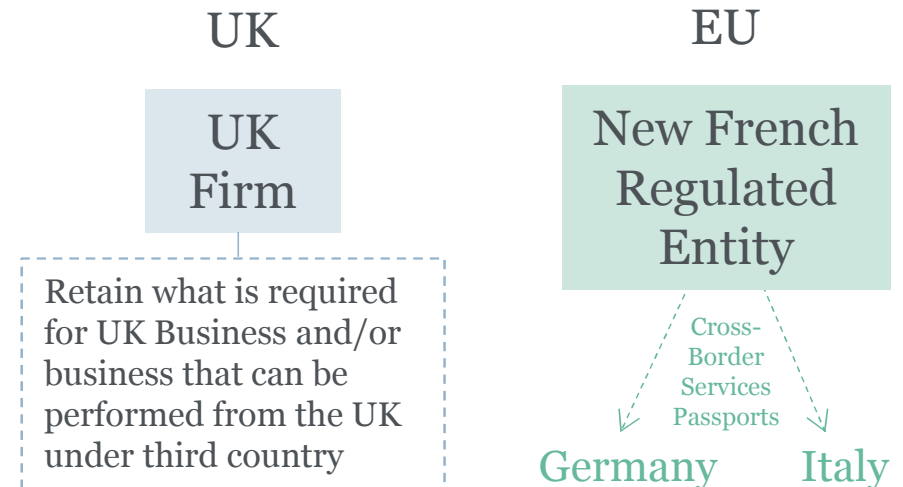 UK
EU
UK
Firm
New French
Regulated
Entity
Retain what is required
for UK Business and/or
business that can be
performed from the UK
under third country
Cross-
Border
Services
Passports
Germany
Italy